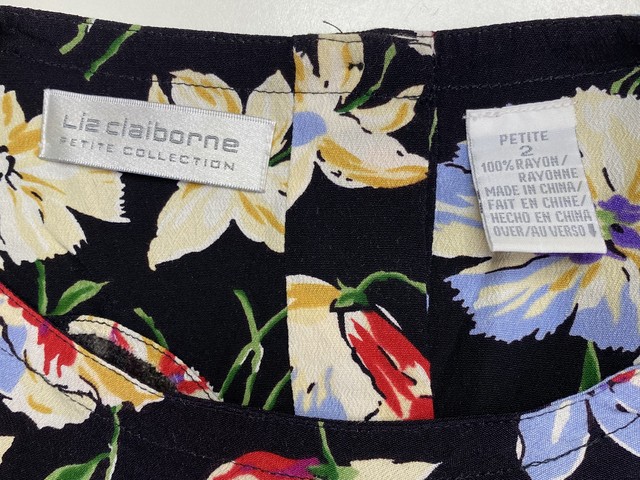 Liz claiborne
PETITE COLLECTION
PETITE
2
100% RAYON/
RAYONNE
MADE IN CHINA/
FAIT EN CHINE/
HECHO EN CHINA
OVER/AU VERSO